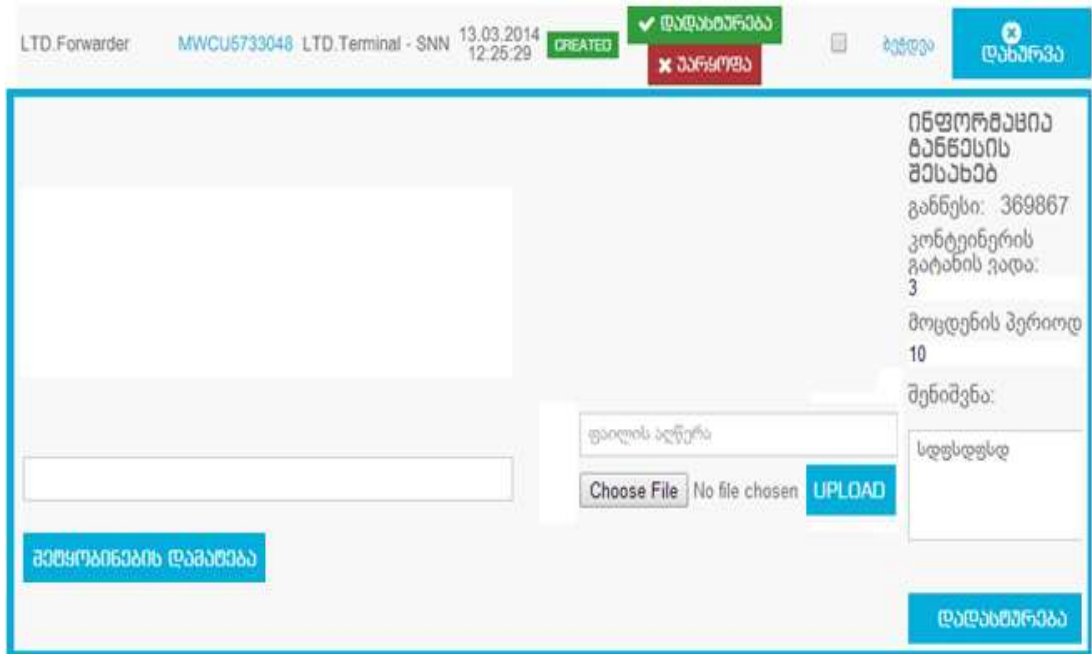 LTD.Forwarder MWCU5733048 LTD.Terminal - SNN 13.03.2014 CREATED დადასტურება ბეჭდვა დახურვა
12:25:29 უარყოფა
ინფორმაცია
განწესის
შესახებ
განწესი: 369867
კონტეინერის
გატანის ვადა:
3
მოცდენის პერიოდ
10
შენიშვნა:
ფაილის აღწერა
სდფსდფსდ
Choose File No file chosen UPLOAD
შეტყობინების დამატება
დადასტურება